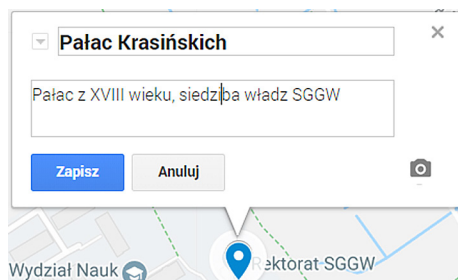 Pałac Krasińskich
Pałac z XVIII wieku, siedziba władz SGGW
Zapisz
Anuluj
Rektorat SGGW
Wydział Nauk